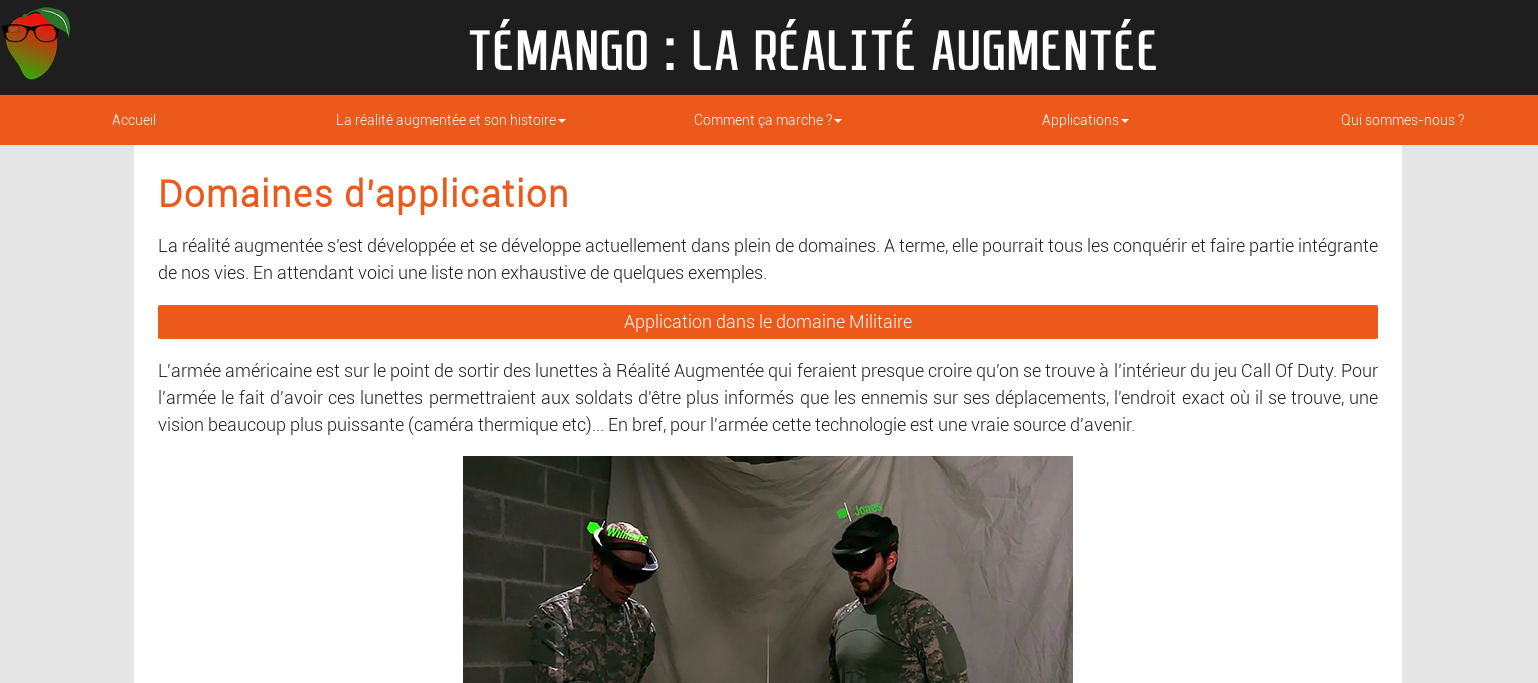 TÉMANGO : LA RÉALITÉ AUGMENTÉE
Accueil
La réalité augmentée et son histoire
Comment ça marche ?
Applications
Qui sommes-nous ?
Domaines d'application
La réalité augmentée s'est développée et se développe actuellement dans plein de domaines. A terme, elle pourrait tous les conquérir et faire partie intégrante
de nos vies. En attendant voici une liste non exhaustive de quelques exemples.
Application dans le domaine Militaire
L'armée américaine est sur le point de sortir des lunettes à Réalité Augmentée qui feraient presque croire qu'on se trouve à l'intérieur du jeu Call Of Duty. Pour
l'armée le fait d'avoir ces lunettes permettraient aux soldats d'être plus informés que les ennemis sur ses déplacements, l'endroit exact où il se trouve, une
vision beaucoup plus puissante (caméra thermique etc)... En bref, pour l'armée cette technologie est une vraie source d'avenir.
Williams
Jones